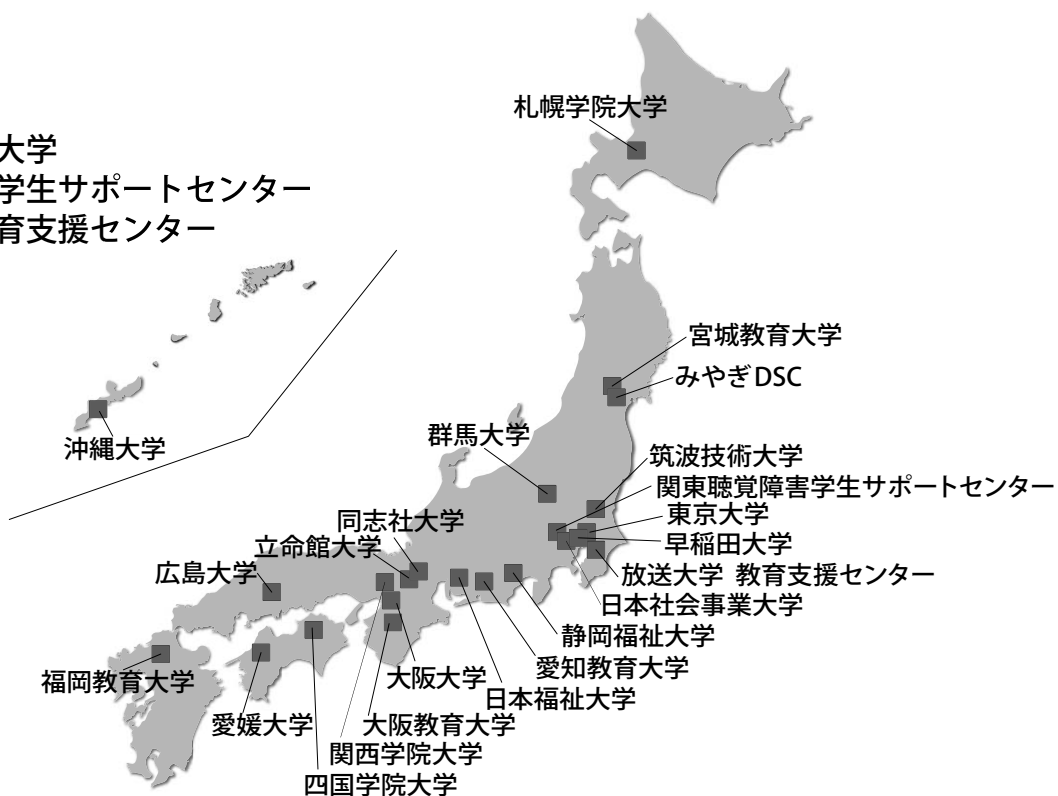 大学
学生サポートセンター
育支援センター
札幌学院大学
宮城教育大学
みやぎDSC
沖縄大学
群馬大学
筑波技術大学
関東聴覚障害学生サポートセンター
東京大学
早稲田大学
放送大学 教育支援センター
日本社会事業大学
同志社大学
立命館大学
広島大学
静岡福祉大学
愛知教育大学
日本福祉大学
大阪大学
福岡教育大学
愛媛大学
大阪教育大学
関西学院大学
四国学院大学